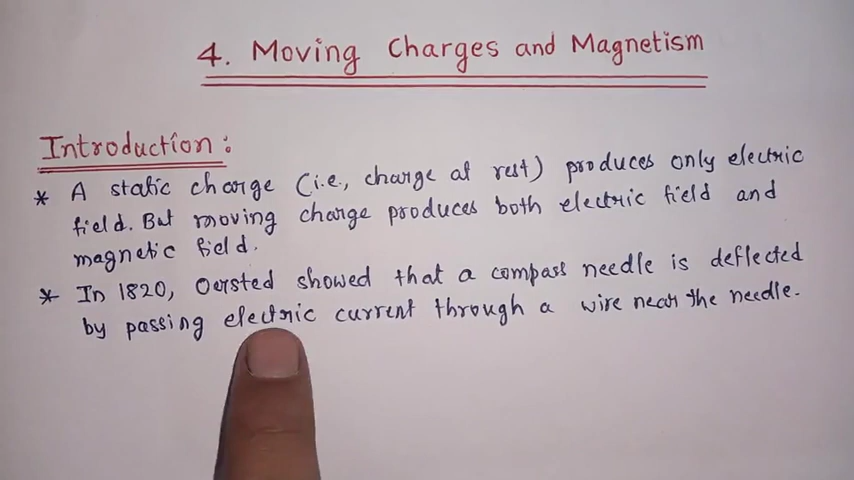 4. Moving Charges and Magnetism
Introduction:
* A static charge (i.e, charge at rest) produces only electric
field. But moving charge produces both electric field and
magnetic field.
* In 1820, Oersted showed that a compass needle is deflected
by passing electric current through a wire near the needle.